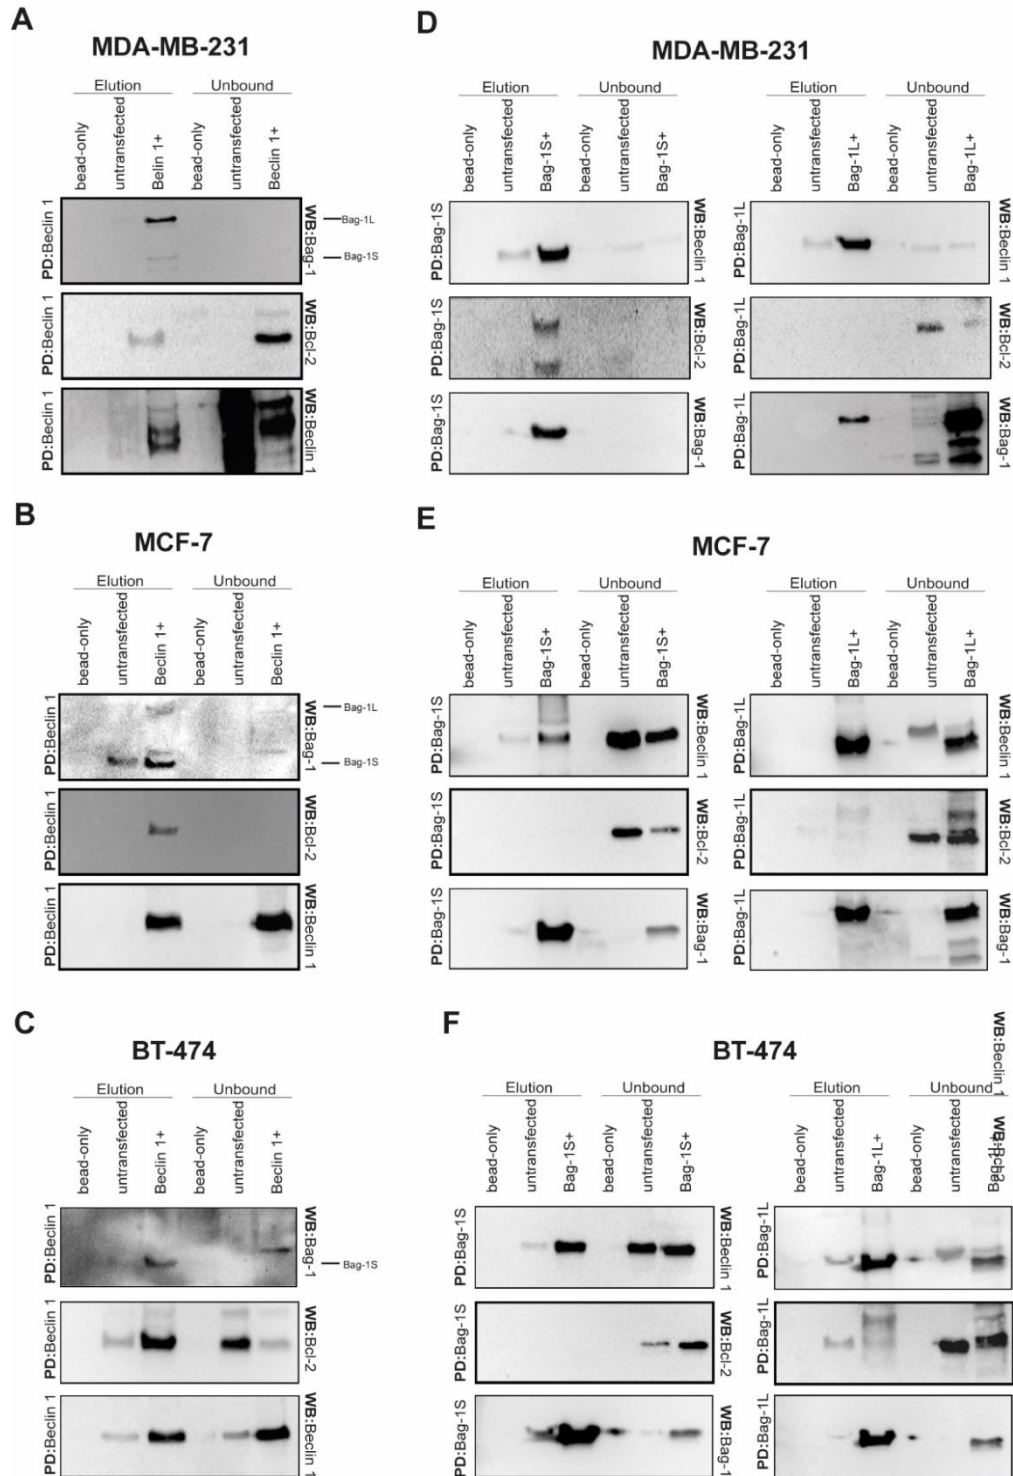 A
MDA-MB-231
Elution
Unbound
bead-only
untransfected
Belin 1+
bead-only
untransfected
Beclin 1+
PD:Beclin 1
WB:Bag-1
Bag-1L
Bag-1S
PD:Beclin 1
WB:Bcl-2
PD:Beclin 1
WB:Beclin 1
D
MDA-MB-231
Elution
Unbound
bead-only
untransfected
Bag-1S+
bead-only
untransfected
Bag-1S+
PD:Bag-1S
WB:Beclin 1
PD:Bag-1S
WB:Bcl-2
PD:Bag-1S
WB:Bag-1
Elution
Unbound
bead-only
untransfected
Bag-1L+
bead-only
untransfected
Bag-1L+
PD:Bag-1L
WB:Beclin 1
PD:Bag-1L
WB:Bcl-2
PD:Bag-1L
WB:Bag-1
B
MCF-7
Elution
Unbound
bead-only
untransfected
Beclin 1+
bead-only
untransfected
Beclin 1+
PD:Beclin 1
WB:Bag-1
Bag-1L
Bag-1S
PD:Beclin 1
WB:Bcl-2
PD:Beclin 1
WB:Beclin 1
E
MCF-7
Elution
Unbound
bead-only
untransfected
Bag-1S+
bead-only
untransfected
Bag-1S+
PD:Bag-1S
WB:Beclin 1
PD:Bag-1S
WB:Bcl-2
PD:Bag-1S
WB:Bag-1
Elution
Unbound
bead-only
untransfected
Bag-1L+
bead-only
untransfected
Bag-1L+
PD:Bag-1L
WB:Beclin 1
PD:Bag-1L
WB:Bcl-2
PD:Bag-1L
WB:Bag-1
C
BT-474
Elution
Unbound
bead-only
untransfected
Beclin 1+
bead-only
untransfected
Beclin 1+
PD:Beclin 1
WB:Bag-1
Bag-1S
PD:Beclin 1
WB:Bcl-2
PD:Beclin 1
WB:Beclin 1
F
BT-474
Elution
Unbound
bead-only
untransfected
Bag-1S+
bead-only
untransfected
Bag-1S+
PD:Bag-1S
WB:Beclin 1
PD:Bag-1S
WB:Bcl-2
PD:Bag-1S
WB:Bag-1
WB:Beclin 1
Elution
Unbound
bead-only
untransfected
Bag-1L+
bead-only
untransfected
PD:Bag-1L
PD:Bag-1L
PD:Bag-1L